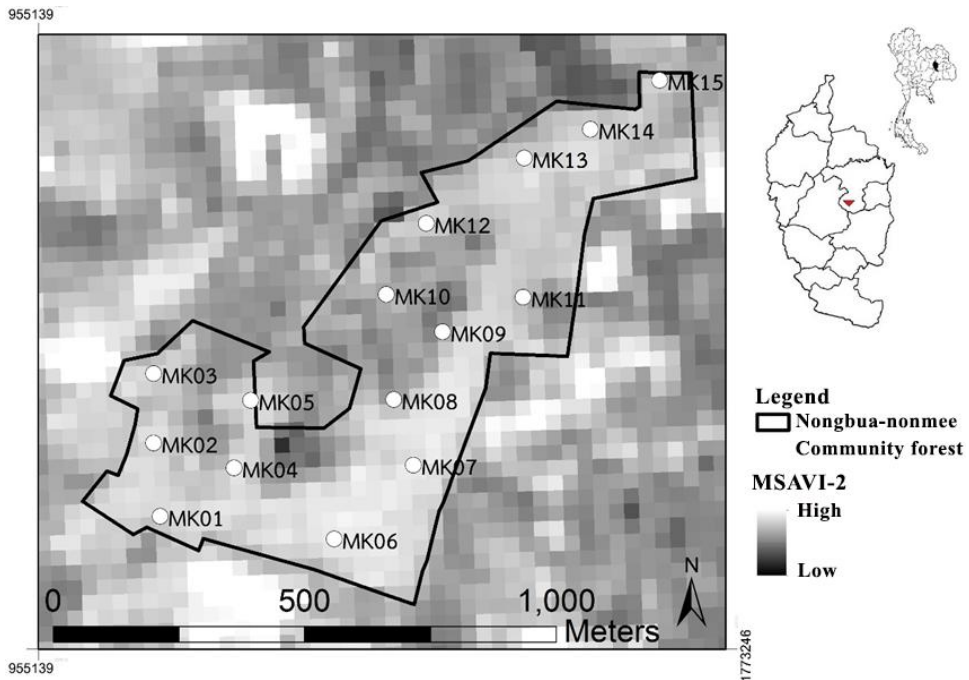 955139
MK15
MK14
MK13
MK12
MK10
MK11
MK09
MK03
MK05
MK08
MK02
MK04
MK07
MK01
MK06
N
0 500 1,000
Meters
955139
1773246
Legend
Nongbua-nonmee
Community forest
MSAVI-2
High
Low